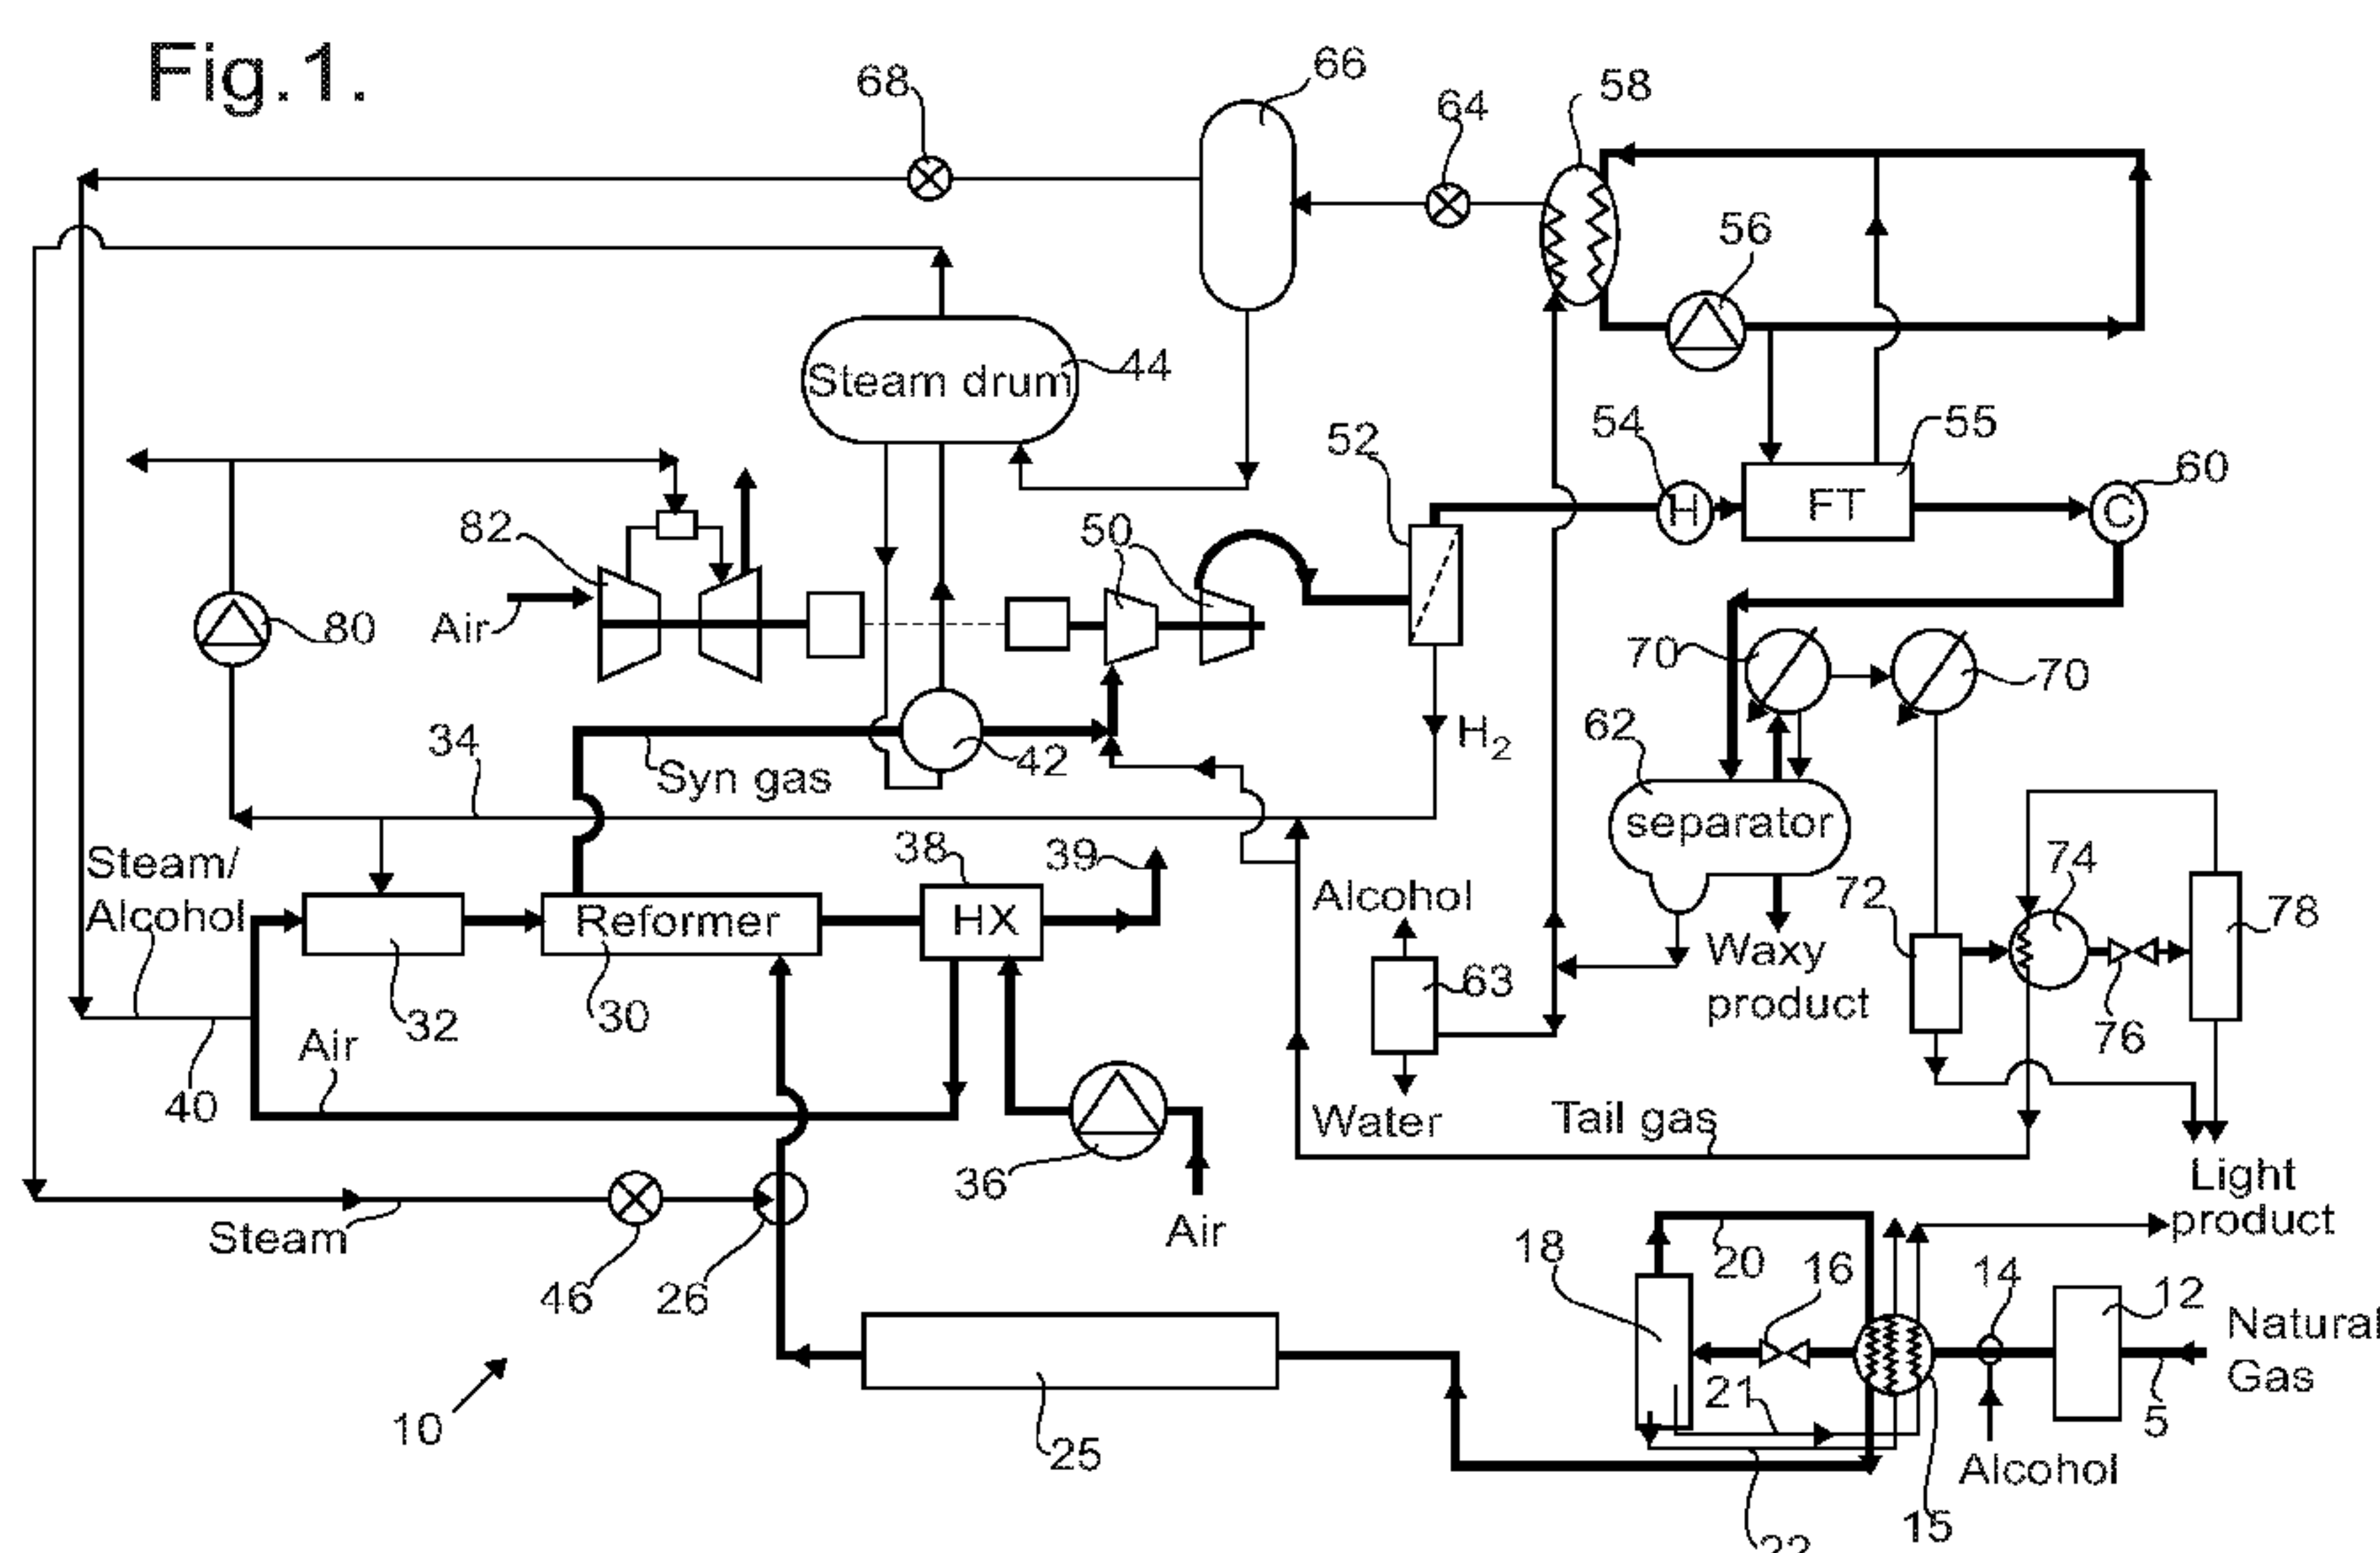 Fig.1.
66
68
58
64
56
44
Steam drum
52
54
55
60
FT
H
C
82
50
Air
80
70
70
62
34
42
H2
Syn gas
separator
38
39
74
Steam/
Alcohol
Alcohol
72
78
Reformer
HX
Waxy
product
63
32
30
76
Air
40
Water
Tail gas
36
Light
product
Air
Steam
18
20
16
14
12
46
26
Natural
Gas
21
5
10
25
Alcohol
15
22